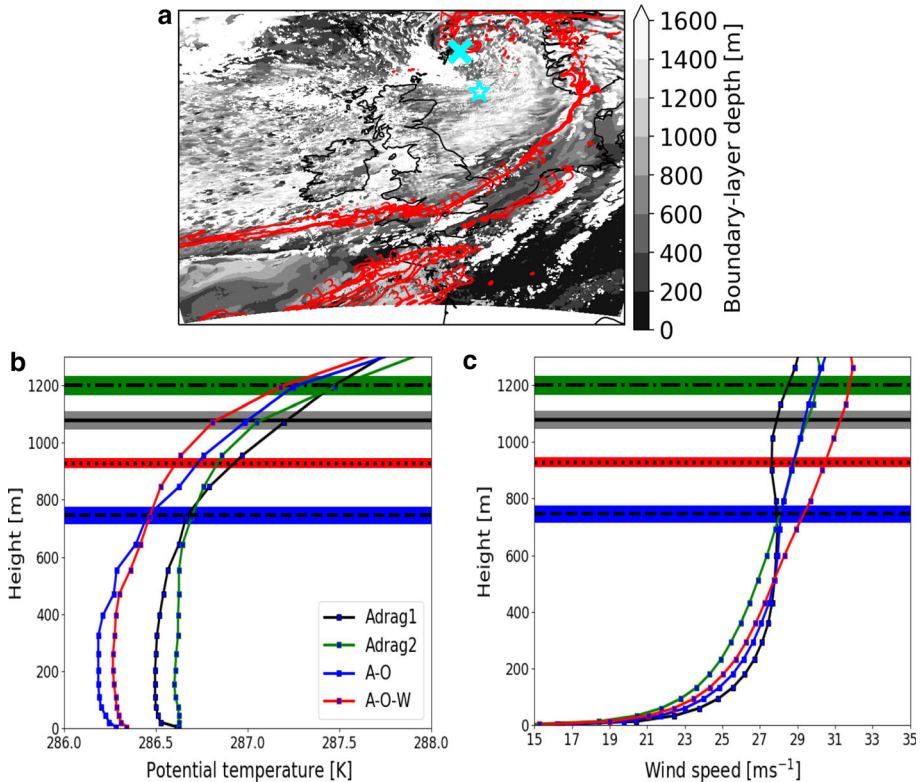 a
1600
1400
1200
1000
800
600
400
200
0
Boundary-layer depth [m]
b
1200
1000
800
600
400
200
0
Height [m]
286.0 286.5 287.0 287.5 288.0
Potential temperature [K]
Adrag1
Adrag2
A-O
A-O-W
c
1200
1000
800
600
400
200
0
Height [m]
15 17 19 21 23 25 27 29 31 33 35
Wind speed [ms⁻¹]